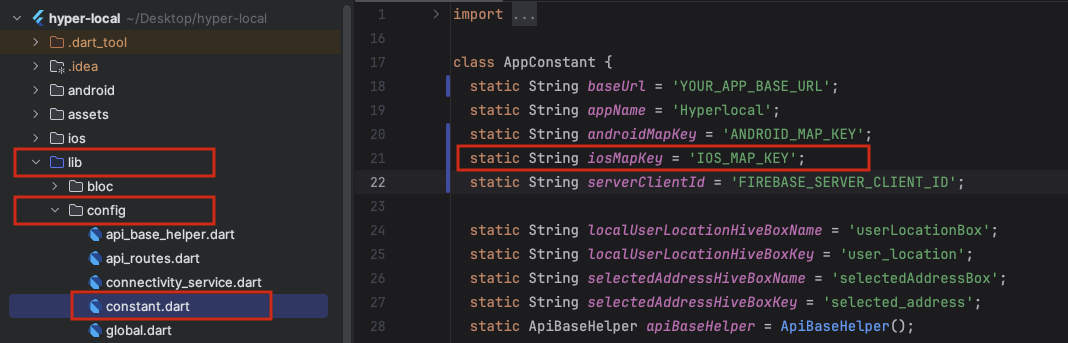 hyper-local ~/Desktop/hyper-local
.dart_tool
.idea
android
assets
ios
lib
bloc
config
api_base_helper.dart
api_routes.dart
connectivity_service.dart
constant.dart
global.dart
1 import ...
16
17 class AppConstant {
18 static String baseUrl = 'YOUR_APP_BASE_URL';
19 static String appName = 'Hyperlocal';
20 static String androidMapKey = 'ANDROID_MAP_KEY';
21 static String iosMapKey = 'IOS_MAP_KEY';
22 static String serverClientId = 'FIREBASE_SERVER_CLIENT_ID';
23
24 static String localUserLocationHiveBoxName = 'userLocationBox';
25 static String localUserLocationHiveBoxKey = 'user_location';
26 static String selectedAddressHiveBoxName = 'selectedAddressBox';
27 static String selectedAddressHiveBoxKey = 'selected_address';
28 static ApiBaseHelper apiBaseHelper = ApiBaseHelper();